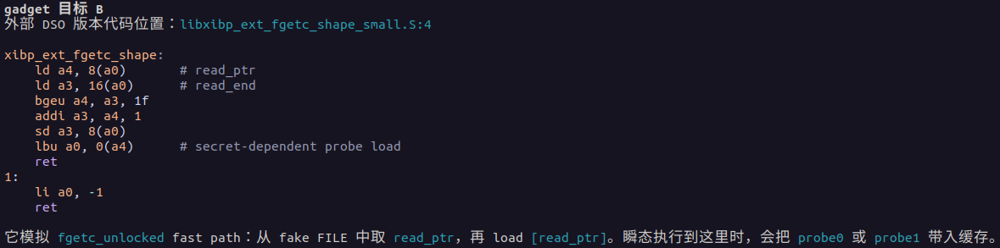 gadget 目标 B
外部 DSO 版本代码位置：libxibp_ext_fgetc_shape_small.S:4
xibp_ext_fgetc_shape:
    ld a4, 8(a0)       # read_ptr
    ld a3, 16(a0)      # read_end
    bgeu a4, a3, 1f
    addi a3, a4, 1
    sd a3, 8(a0)
    lbu a0, 0(a4)      # secret-dependent probe load
    ret
1:
    li a0, -1
    ret
它模拟 fgetc_unlocked fast path：从 fake FILE 中取 read_ptr，再 load [read_ptr]。瞬态执行到这里时，会把 probe0 或 probe1 带入缓存。